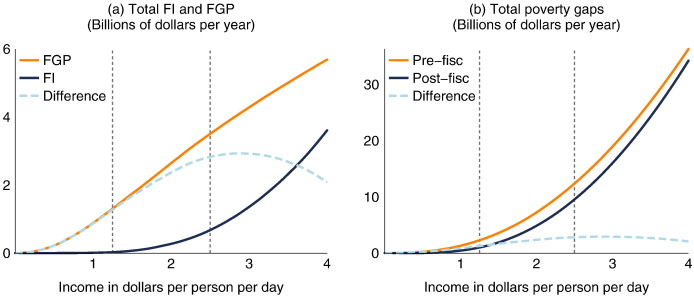 (a) Total FI and FGP
(Billions of dollars per year)
6
4
2
0
FGP
FI
Difference
1
2
3
4
Income in dollars per person per day
(b) Total poverty gaps
(Billions of dollars per year)
30
20
10
0
Pre–fisc
Post–fisc
Difference
1
2
3
4
Income in dollars per person per day